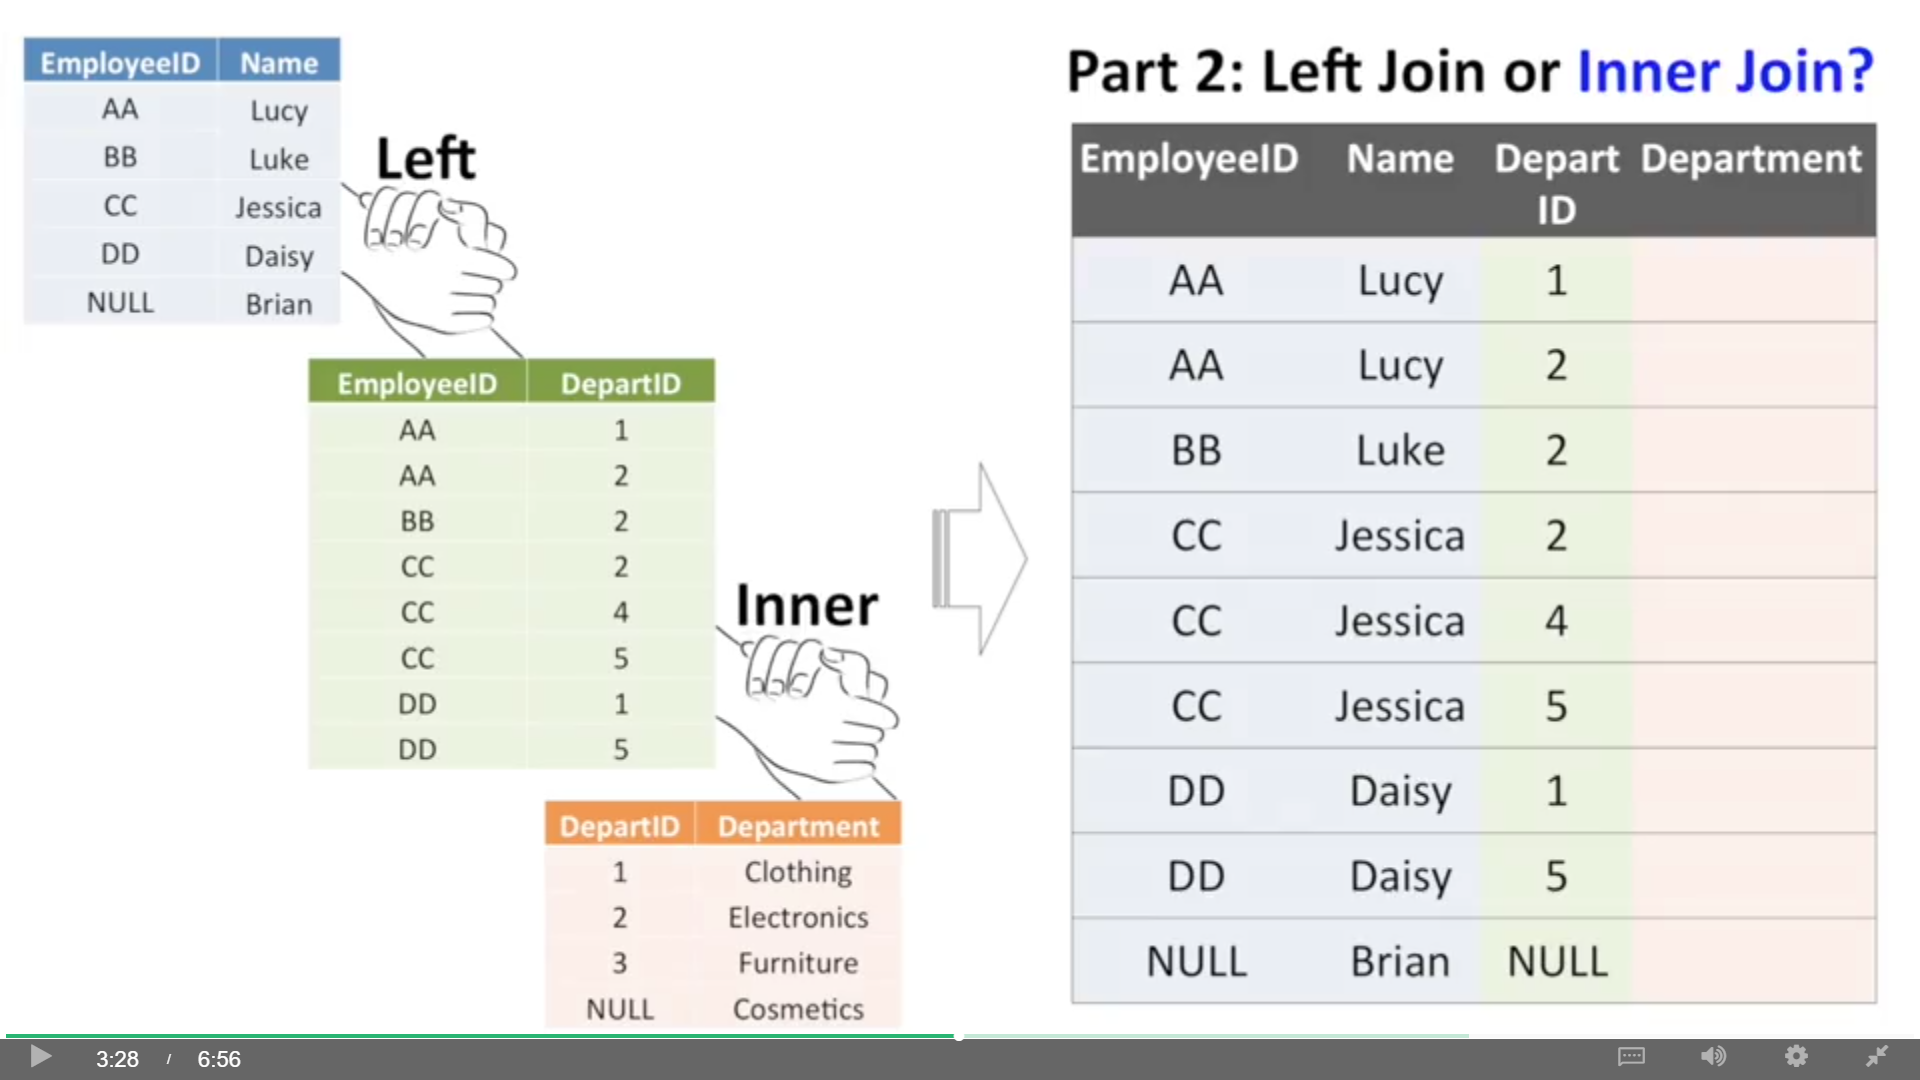 EmployeeID Name
AA Lucy
BB Luke
CC Jessica
DD Daisy
NULL Brian
Left
EmployeeID DepartID
AA 1
AA 2
BB 2
CC 2
CC 4
CC 5
DD 1
DD 5
Inner
DepartID Department
1 Clothing
2 Electronics
3 Furniture
NULL Cosmetics
Part 2: Left Join or Inner Join?
EmployeeID Name Depart Department
ID
AA Lucy 1
AA Lucy 2
BB Luke 2
CC Jessica 2
CC Jessica 4
CC Jessica 5
DD Daisy 1
DD Daisy 5
NULL Brian NULL
3:28 / 6:56